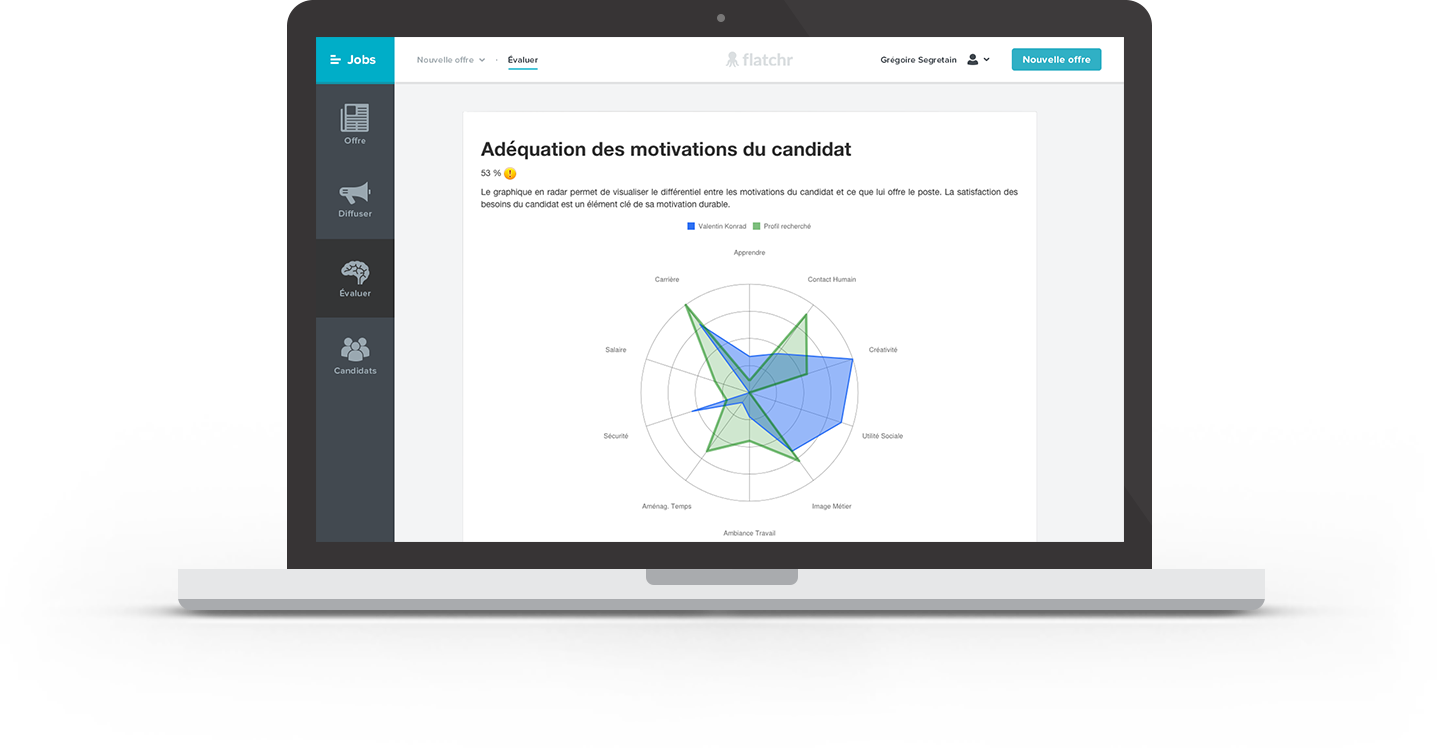 Jobs
Nouvelle offre
Évaluer
flatchr
Grégoire Segretain
Nouvelle offre
Offre
Diffuser
Évaluer
Candidats
Adéquation des motivations du candidat
53 %
Le graphique en radar permet de visualiser le différentiel entre les motivations du candidat et ce que lui offre le poste. La satisfaction des
besoins du candidat est un élément clé de sa motivation durable.
Valentin Konrad
Profil recherché
Apprendre
Carrière
Contact Humain
Salaire
Créativité
Sécurité
Utilité Sociale
Aménag. Temps
Image Métier
Ambiance Travail